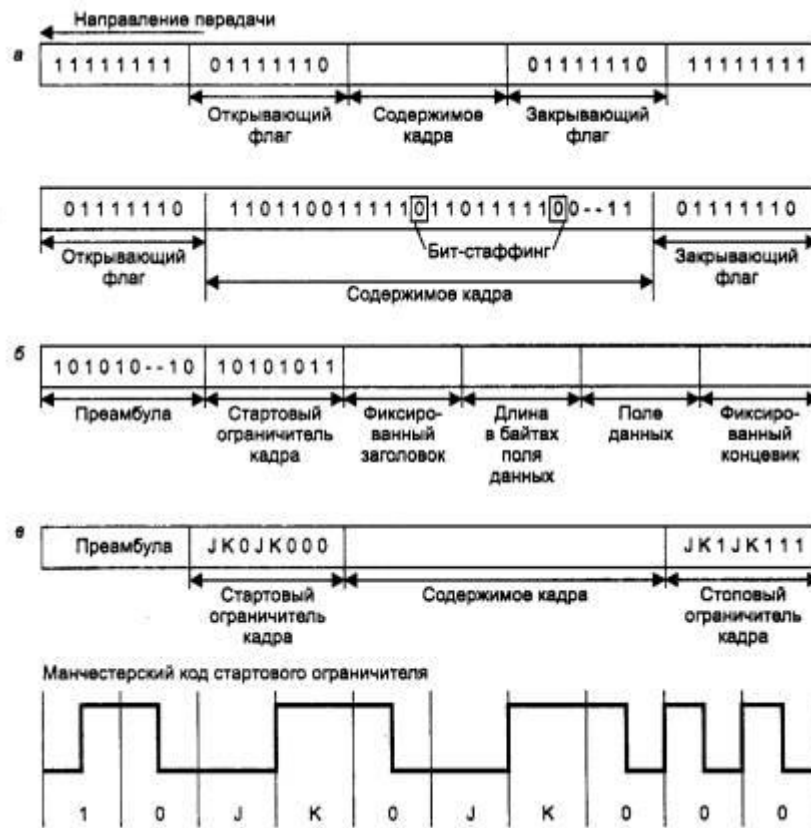 Направление передачи
а
11111111 01111110 01111110 11111111
Открывающий флаг Содержимое кадра Закрывающий флаг
01111110 1101100111110110111110 0--11 01111110
Открывающий флаг Бит-стаффинг Закрывающий флаг
Содержимое кадра
б
101010--10 10101011
Преамбула Стартовый ограничитель кадра Фиксиро-ванный заголовок Длина в байтах поля данных Поле данных Фиксиро-ванный концевик
в
Преамбула JK0JK000 JK1JK111
Стартовый ограничитель кадра Содержимое кадра Стоповый ограничитель кадра
Манчестерский код стартового ограничителя
1 0 J K 0 J K 0 0 0